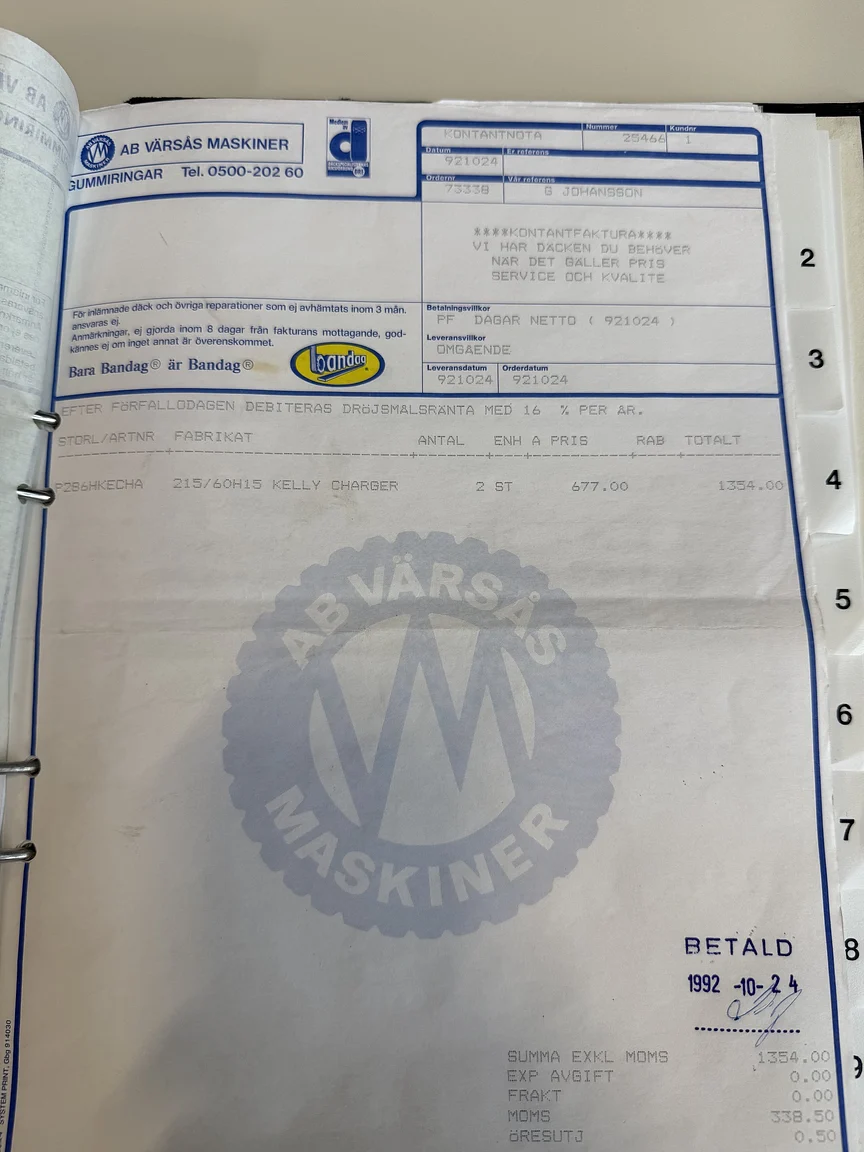 AB VÄRSÅS MASKINER
GUMMIRINGAR Tel. 0500-202 60
Medlem av
KONTANTNOTA
Nummer
25466
Kundnr
1
Datum
921024
Er referens
Ordernr
73338
Vår referens
G JOHANSSON
****KONTANTFAKTURA****
VI HAR DÄCKEN DU BEHÖVER
NÄR DET GÄLLER PRIS
SERVICE OCH KVALITE
För inlämnade däck och övriga reparationer som ej avhämtats inom 3 mån.
ansvaras ej.
Anmärkningar, ej gjorda inom 8 dagar från fakturans mottagande, god-
kännes ej om inget annat är överenskommet.
Bara Bandag® är Bandag®
bandag
Betalningsvillkor
PF DAGAR NETTO ( 921024 )
Leveransvillkor
OMGÅENDE
Leveransdatum
921024
Orderdatum
921024
EFTER FÖRFALLODAGEN DEBITERAS DRÖJSMÅLSRÄNTA MED 16 % PER ÅR.
STORL/ARTNR FABRIKAT ANTAL ENH A PRIS RAB TOTALT
P286HKECHA 215/60H15 KELLY CHARGER 2 ST 677.00 1354.00
AB VÄRSÅS
MASKINER
BETALD
1992 -10- 24
SUMMA EXKL MOMS 1354.00
EXP AVGIFT 0.00
FRAKT 0.00
MOMS 338.50
ÖRESUTJ 0.50
SYSTEM PRINT, Gbg 914030
2
3
4
5
6
7
8
9